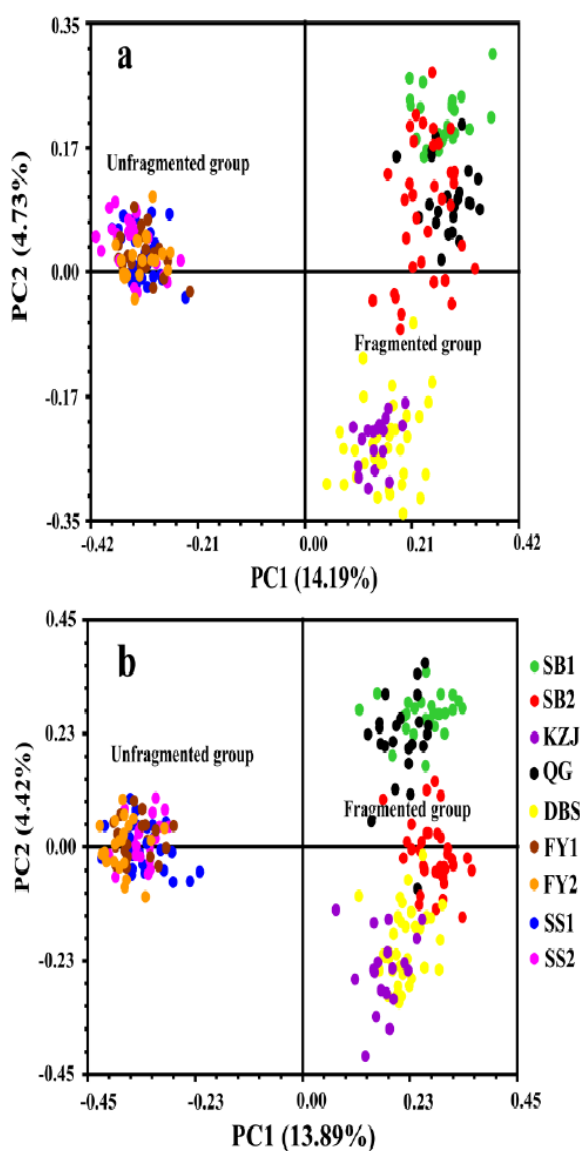 a
0.35
0.17
0.00
-0.17
-0.35
PC2 (4.73%)
Unfragmented group
Fragmented group
-0.42
-0.21
0.00
0.21
0.42
PC1 (14.19%)
b
0.45
0.23
0.00
-0.23
-0.45
PC2 (4.42%)
Unfragmented group
Fragmented group
-0.45
-0.23
0.00
0.23
0.45
PC1 (13.89%)
SB1
SB2
KZJ
QG
DBS
FY1
FY2
SS1
SS2